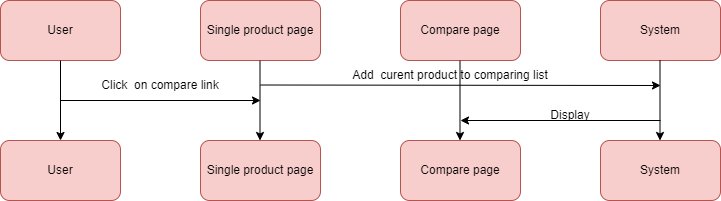 User
Single product page
Compare page
System
Add  curent product to comparing list
Click  on compare link
Display
User
Single product page
Compare page
System